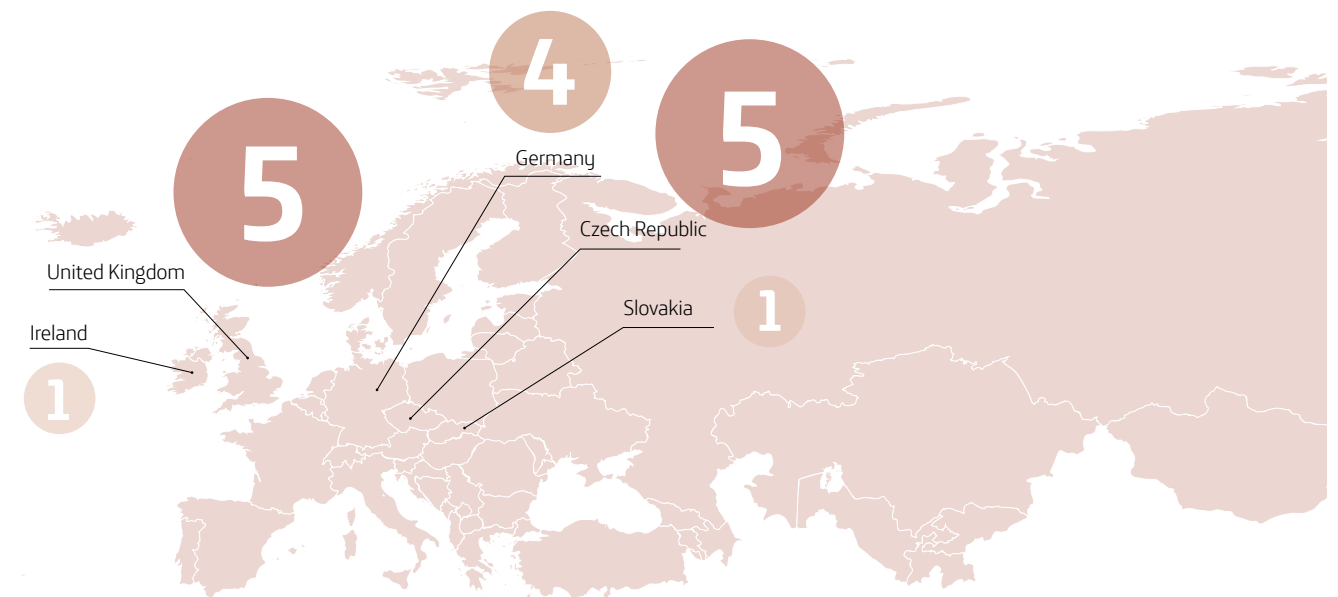 4
5
5
Germany
Czech Republic
United Kingdom
Slovakia
1
Ireland
1